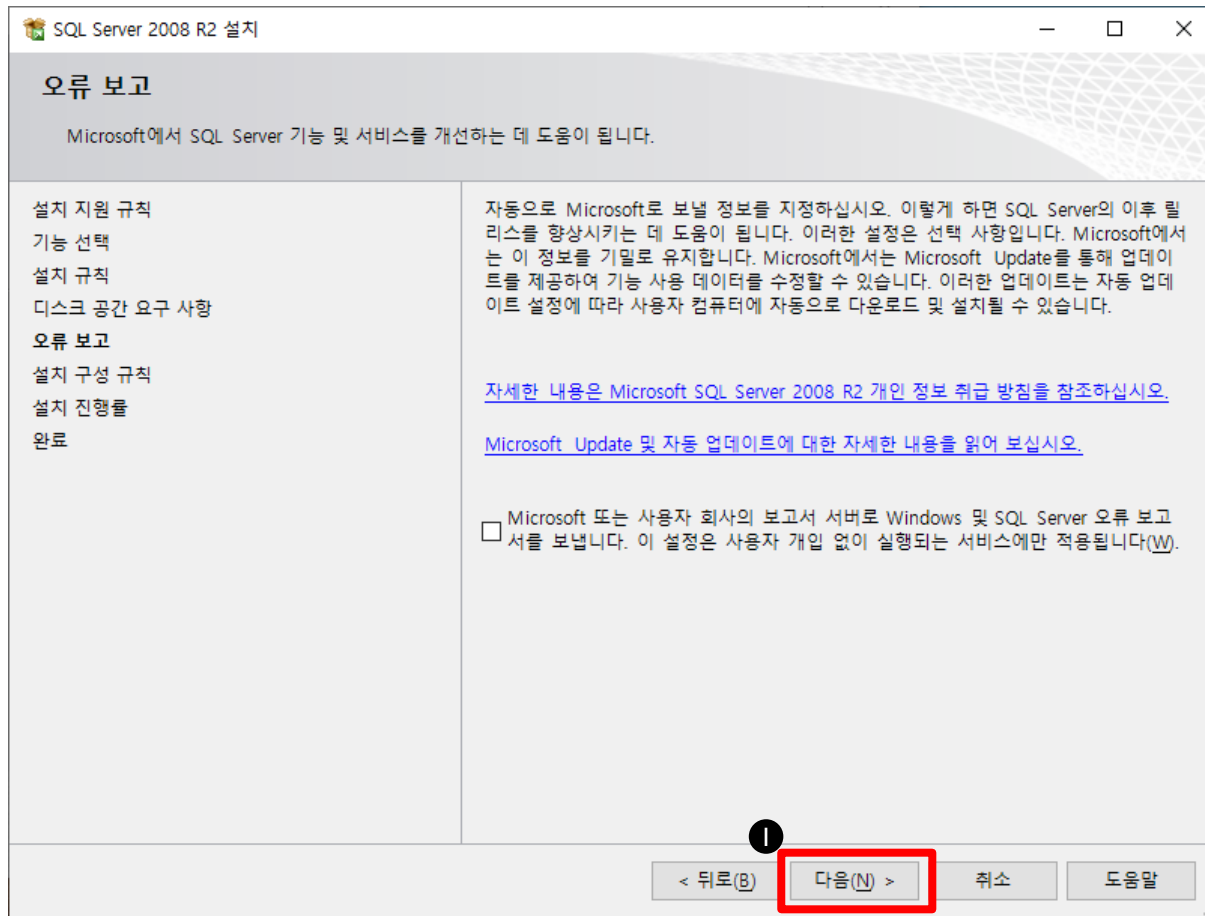 SQL Server 2008 R2 설치
오류 보고
Microsoft에서 SQL Server 기능 및 서비스를 개선하는 데 도움이 됩니다.
설치 지원 규칙
기능 선택
설치 규칙
디스크 공간 요구 사항
오류 보고
설치 구성 규칙
설치 진행률
완료
자동으로 Microsoft로 보낼 정보를 지정하십시오. 이렇게 하면 SQL Server의 이후 릴
리스를 향상시키는 데 도움이 됩니다. 이러한 설정은 선택 사항입니다. Microsoft에서
는 이 정보를 기밀로 유지합니다. Microsoft에서는 Microsoft Update를 통해 업데이
트를 제공하여 기능 사용 데이터를 수정할 수 있습니다. 이러한 업데이트는 자동 업데
이트 설정에 따라 사용자 컴퓨터에 자동으로 다운로드 및 설치될 수 있습니다.
자세한 내용은 Microsoft SQL Server 2008 R2 개인 정보 취급 방침을 참조하십시오.
Microsoft Update 및 자동 업데이트에 대한 자세한 내용을 읽어 보십시오.
Microsoft 또는 사용자 회사의 보고서 서버로 Windows 및 SQL Server 오류 보고
서를 보냅니다. 이 설정은 사용자 개입 없이 실행되는 서비스에만 적용됩니다(W).
1
< 뒤로(B)
다음(N) >
취소
도움말